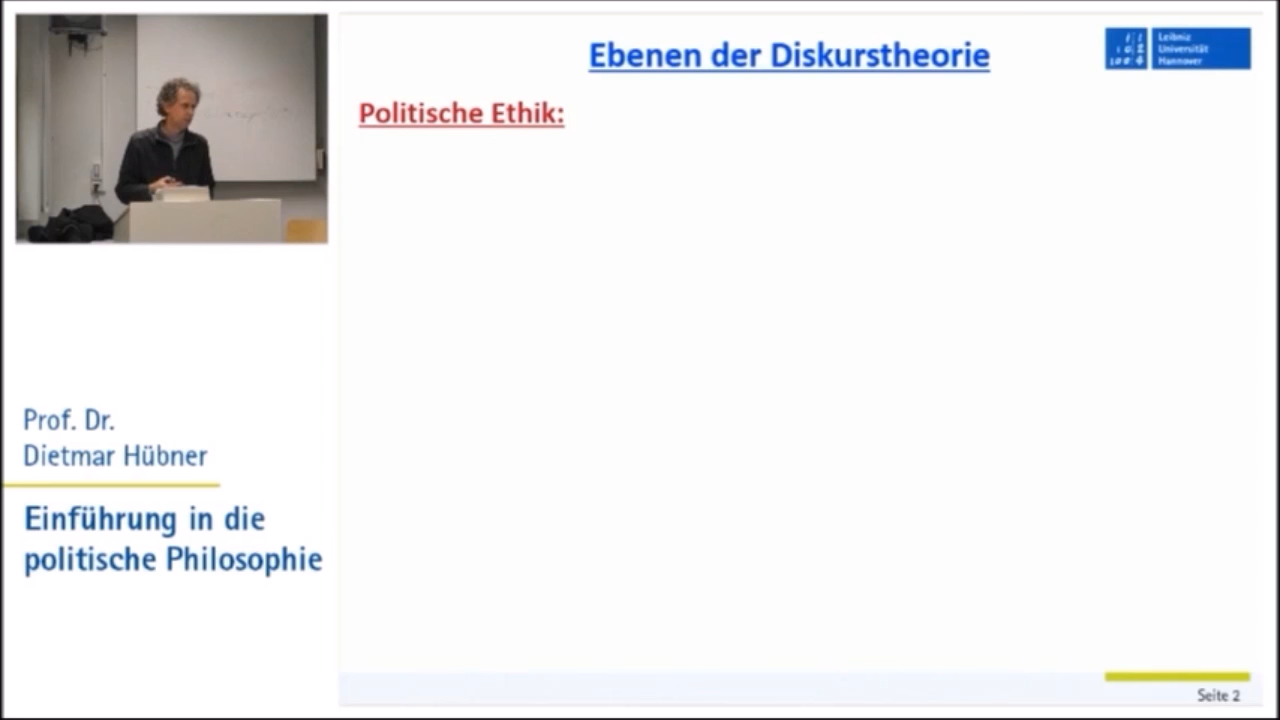 Ebenen der Diskurstheorie
Leibniz
Universität
Hannover
Politische Ethik:
Prof. Dr.
Dietmar Hübner
Einführung in die
politische Philosophie
Seite 2